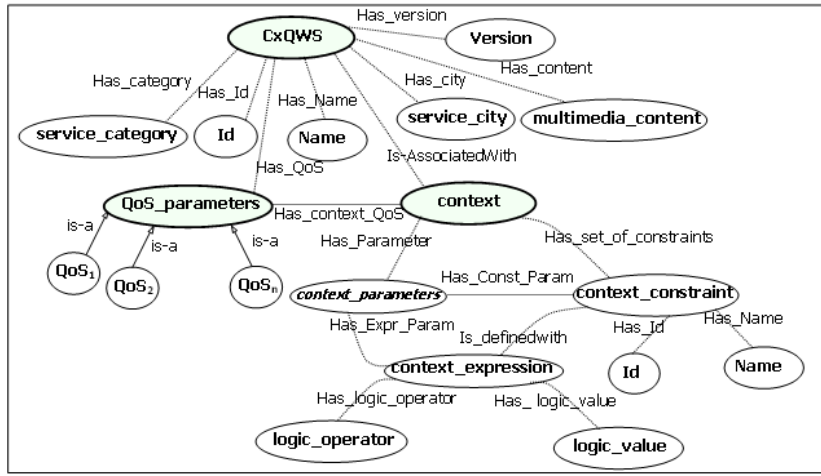 Has_version
CxQWS
Version
Has_category
Has_Id
Has_Name
Has_city
Has_content
service_category
Id
Name
service_city
multimedia_content
Has_QoS
Is-AssociatedWith
QoS_parameters
Has_context_QoS
context
is-a
is-a
is-a
Has_Parameter
Has_set_of_constraints
QoS1
QoS2
QoSn
context_parameters
Has_Const_Param
context_constraint
Has_Expr_Param
Is_definedwith
Has_Id
Has_Name
context_expression
Id
Name
Has_logic_operator
Has_ logic_value
logic_operator
logic_value